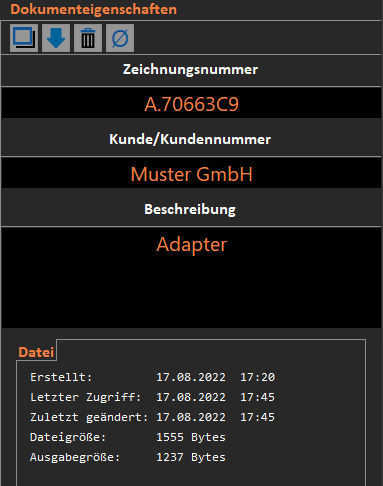 Dokumenteigenschaften
Zeichnungsnummer
A.70663C9
Kunde/Kundennummer
Muster GmbH
Beschreibung
Adapter
Datei
Erstellt: 17.08.2022 17:20
Letzter Zugriff: 17.08.2022 17:45
Zuletzt geändert: 17.08.2022 17:45
Dateigröße: 1555 Bytes
Ausgabegröße: 1237 Bytes